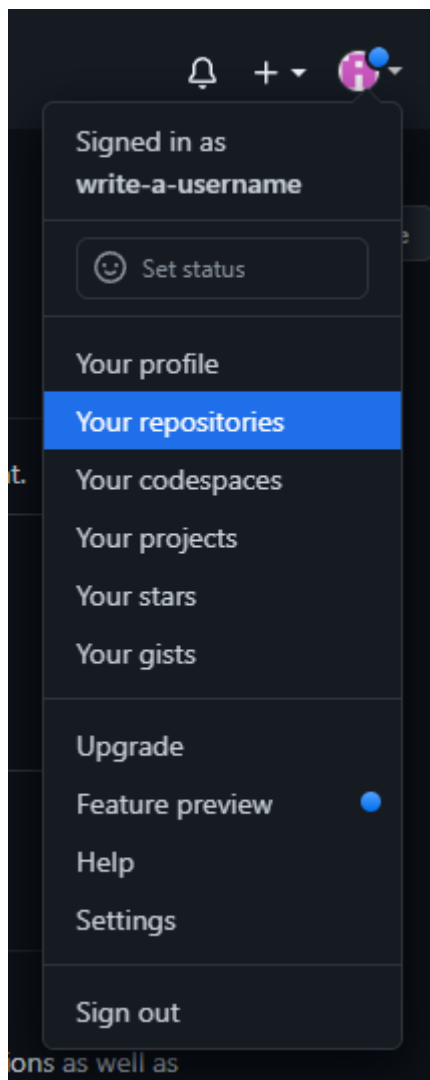 Signed in as
write-a-username
e
Set status
Your profile
Your repositories
t.
Your codespaces
Your projects
Your stars
Your gists
Upgrade
Feature preview
Help
Settings
Sign out
ions as well as